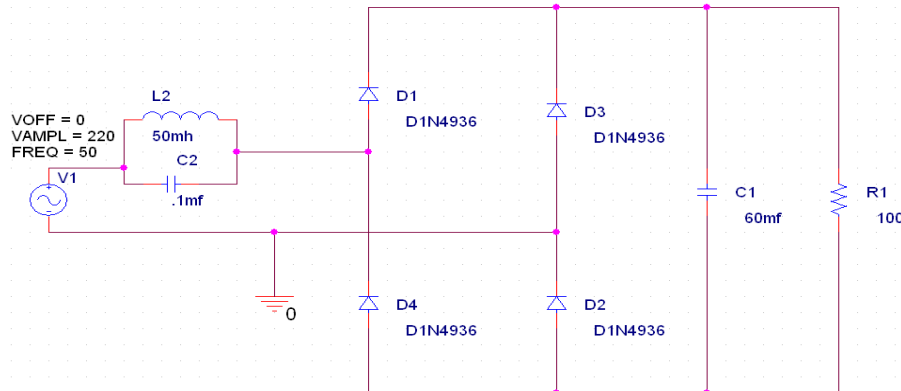 L2
50mh
C2
.1mf
VOFF = 0
VAMPL = 220
FREQ = 50
V1
0
D1
D1N4936
D3
D1N4936
D4
D1N4936
D2
D1N4936
C1
60mf
R1
100